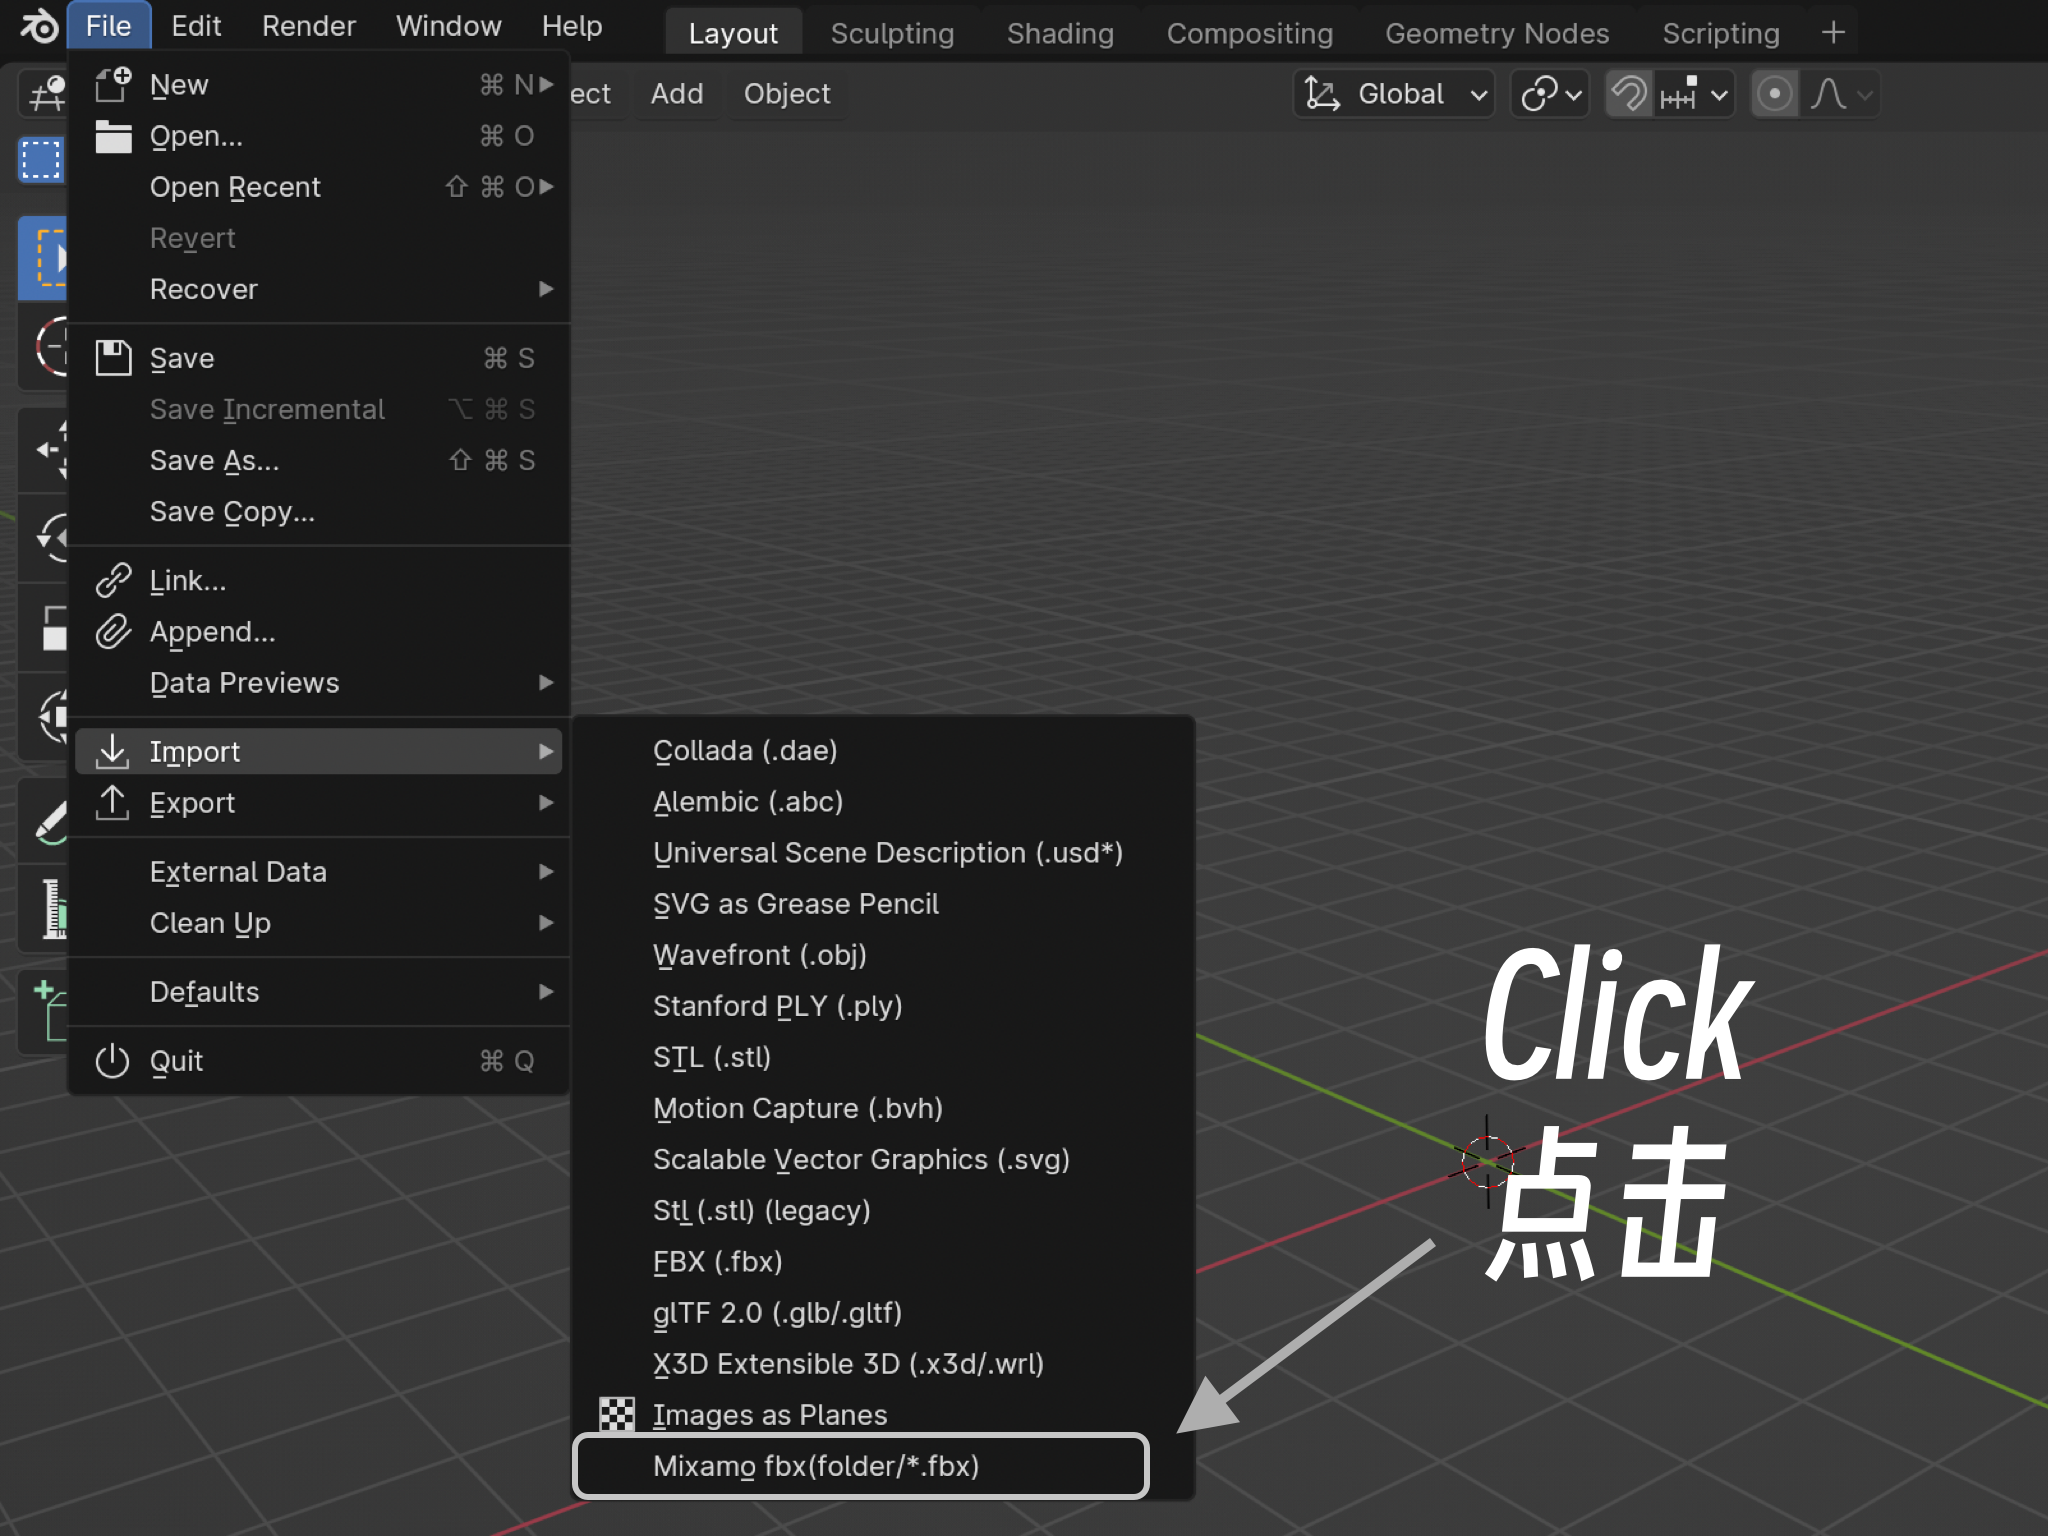 File Edit Render Window Help Layout Sculpting Shading Compositing Geometry Nodes Scripting +
ect Add Object Global
New ⌘ N
Open... ⌘ O
Open Recent ⇧ ⌘ O
Revert
Recover
Save ⌘ S
Save Incremental ⌥ ⌘ S
Save As... ⇧ ⌘ S
Save Copy...
Link...
Append...
Data Previews
Import
Export
External Data
Clean Up
Defaults
Quit ⌘ Q
Collada (.dae)
Alembic (.abc)
Universal Scene Description (.usd*)
SVG as Grease Pencil
Wavefront (.obj)
Stanford PLY (.ply)
STL (.stl)
Motion Capture (.bvh)
Scalable Vector Graphics (.svg)
Stl (.stl) (legacy)
FBX (.fbx)
glTF 2.0 (.glb/.gltf)
X3D Extensible 3D (.x3d/.wrl)
Images as Planes
Mixamo fbx(folder/*.fbx)
Click
点击